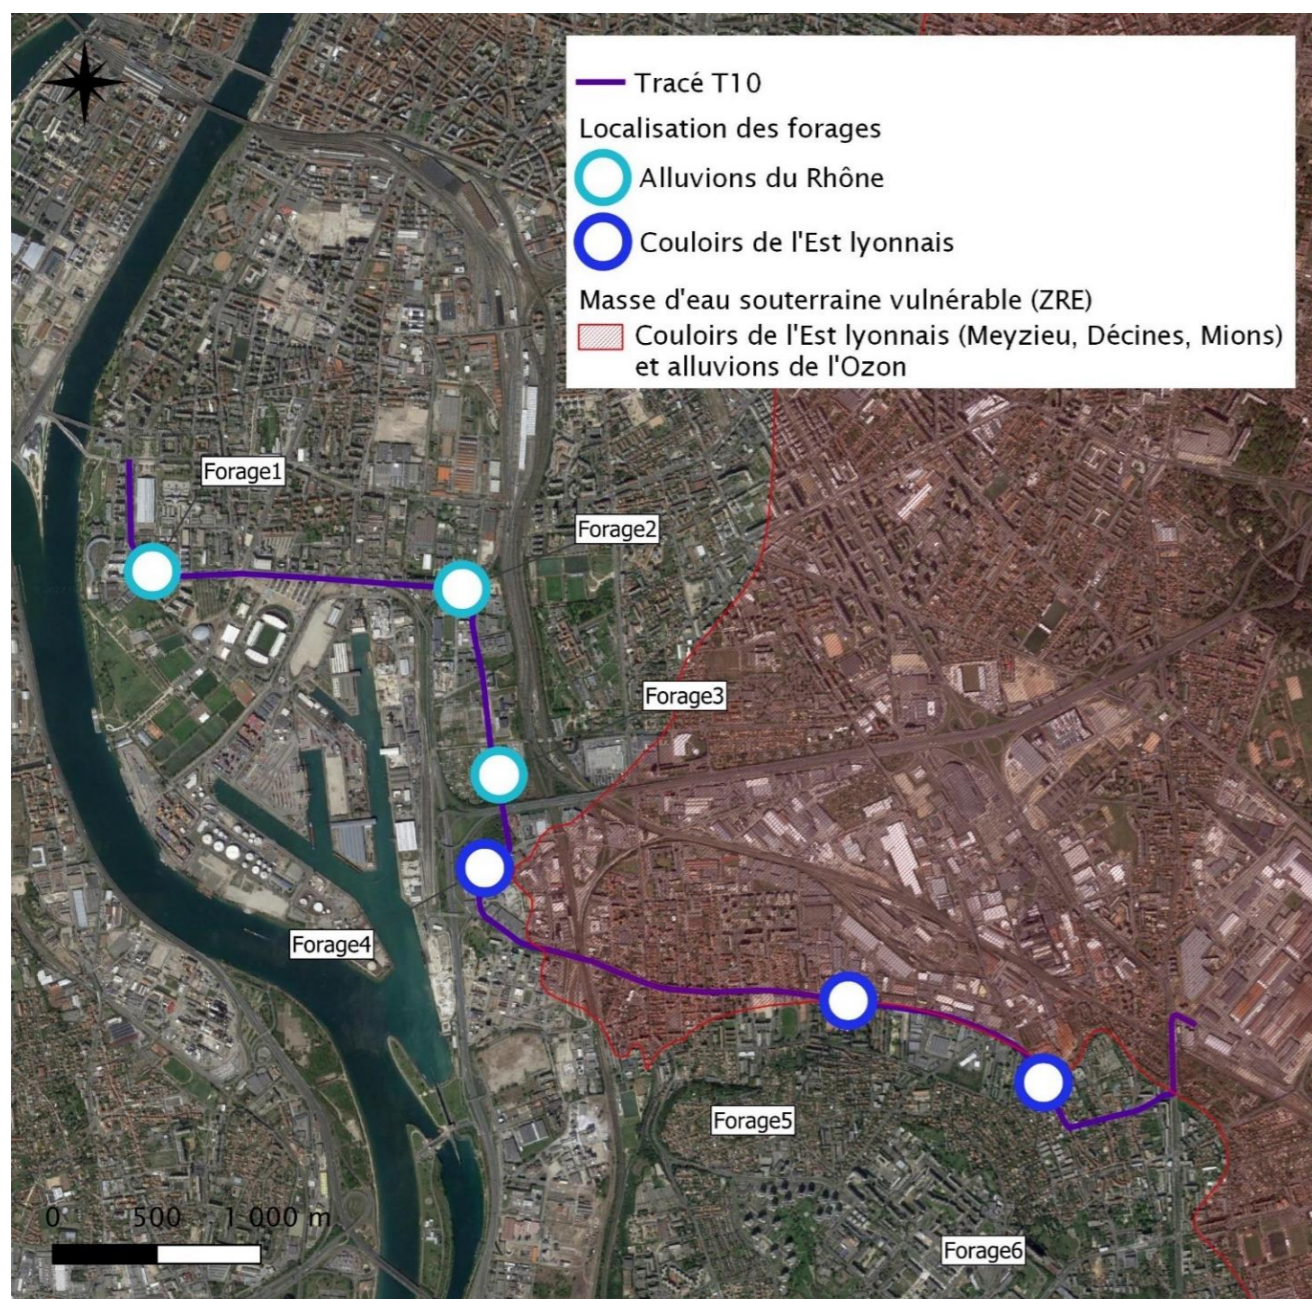 Tracé T10
Localisation des forages
Alluvions du Rhône
Couloirs de l'Est lyonnais
Masse d'eau souterraine vulnérable (ZRE)
Couloirs de l'Est lyonnais (Meyzieu, Décines, Mions)
et alluvions de l'Ozon
Forage1
Forage2
Forage3
Forage4
Forage5
Forage6
0 500 1 000 m